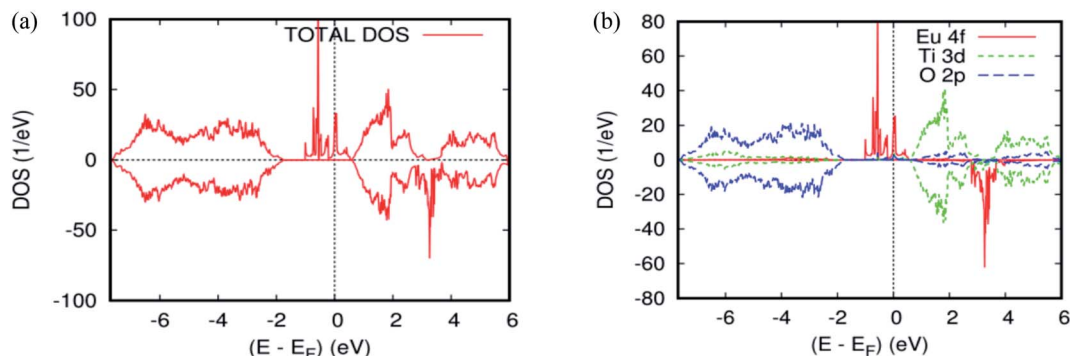 (a)
TOTAL DOS
DOS (1/eV)
100
50
0
-50
-100
-6 -4 -2 0 2 4 6
(E - E_F) (eV)
(b)
Eu 4f
Ti 3d
O 2p
DOS (1/eV)
80
60
40
20
0
-20
-40
-60
-80
-6 -4 -2 0 2 4 6
(E - E_F) (eV)